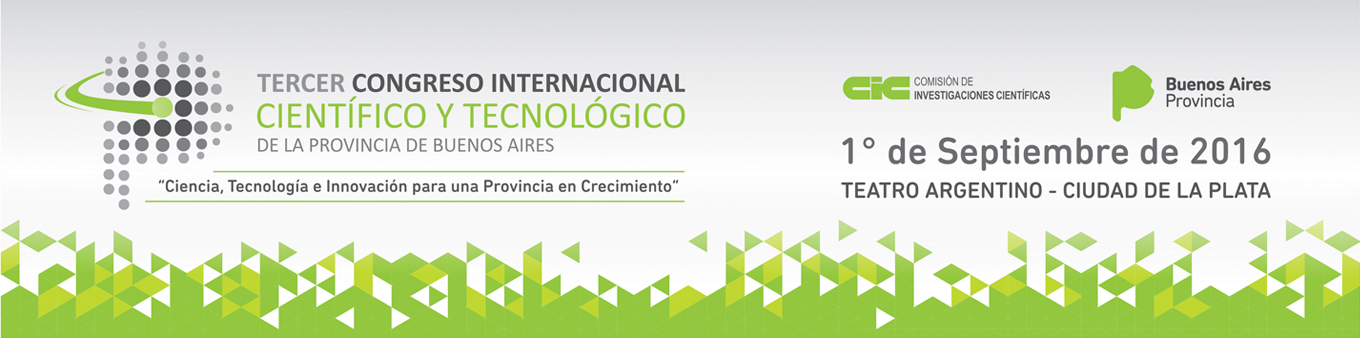 TERCER CONGRESO INTERNACIONAL
CIENTÍFICO Y TECNOLÓGICO
DE LA PROVINCIA DE BUENOS AIRES
“Ciencia, Tecnología e Innovación para una Provincia en Crecimiento”
CIC
COMISIÓN DE
INVESTIGACIONES CIENTÍFICAS
Buenos Aires
Provincia
1° de Septiembre de 2016
TEATRO ARGENTINO - CIUDAD DE LA PLATA